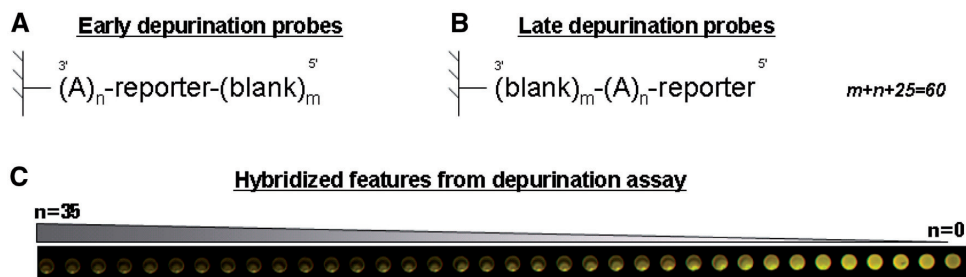 A Early depurination probes
3' 5'
(A)n-reporter-(blank)m
B Late depurination probes
3' 5'
(blank)m-(A)n-reporter
m+n+25=60
C Hybridized features from depurination assay
n=35
n=0